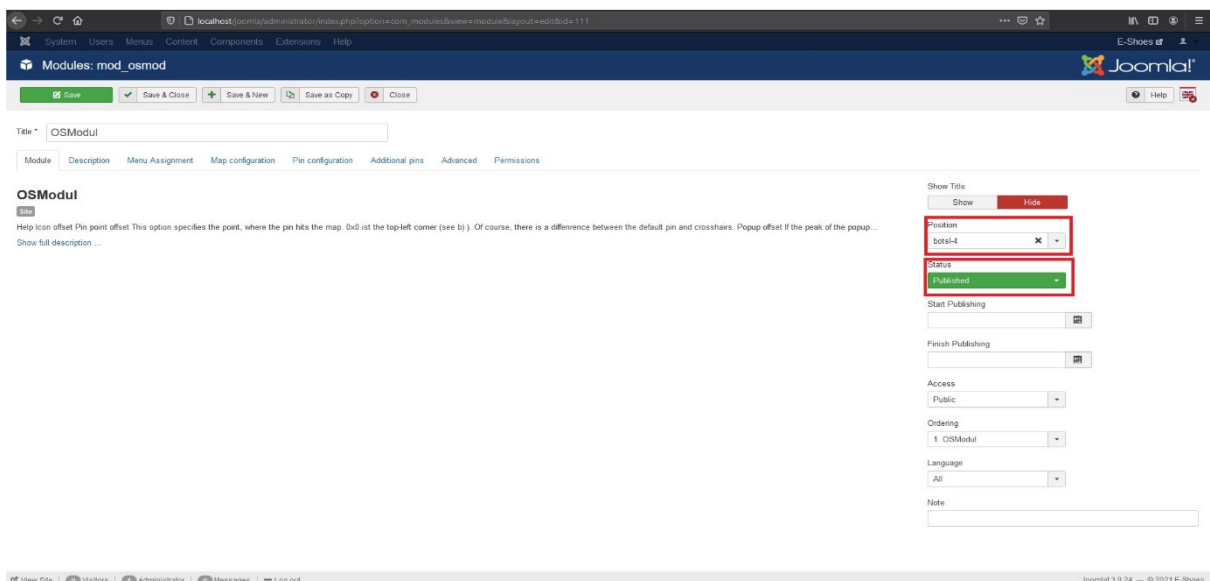 localhost/joomla/administrator/index.php?option=com_modules&view=module&layout=edit&id=111
System Users Menus Content Components Extensions Help E-Shoes
Modules: mod_osmod Joomla!
Save Save & Close Save & New Save as Copy Close Help
Title * OSModul
Module Description Menu Assignment Map configuration Pin configuration Additional pins Advanced Permissions
OSModul
Site
Help Icon offset Pin point offset This option specifies the point, where the pin hits the map. 0x0 ist the top-left corner (see b) ). Of course, there is a diffenrence between the default pin and crosshairs. Popup offset If the peak of the popup...
Show full description ...
Show Title
Show Hide
Position
botsl-4
Status
Published
Start Publishing
Finish Publishing
Access
Public
Ordering
1. OSModul
Language
All
Note
View Site Visitors Administrator Messages Log out Joomla! 3.9.24 — © 2021 E-Shoes